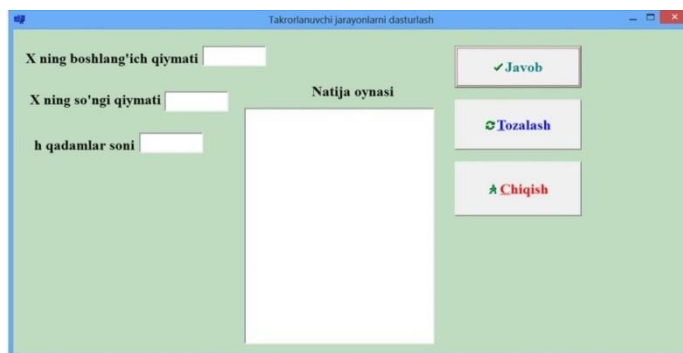 Takrorlanuvchi jarayonlarni dasturlash
X ning boshlang'ich qiymati
X ning so'ngi qiymati
h qadamlar soni
Natija oynasi
Javob
Tozalash
Chiqish